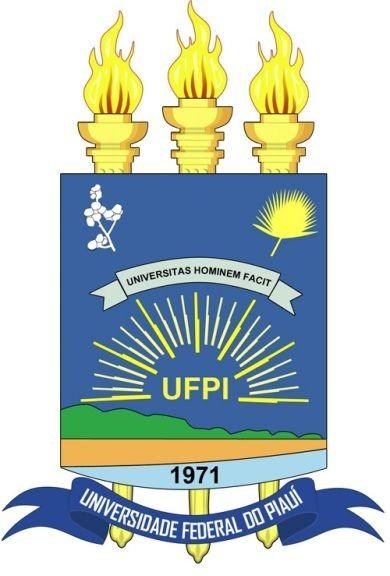 UNIVERSITAS HOMINEM FACIT
UFPI
1971
UNIVERSIDADE FEDERAL DO PIAUÍ